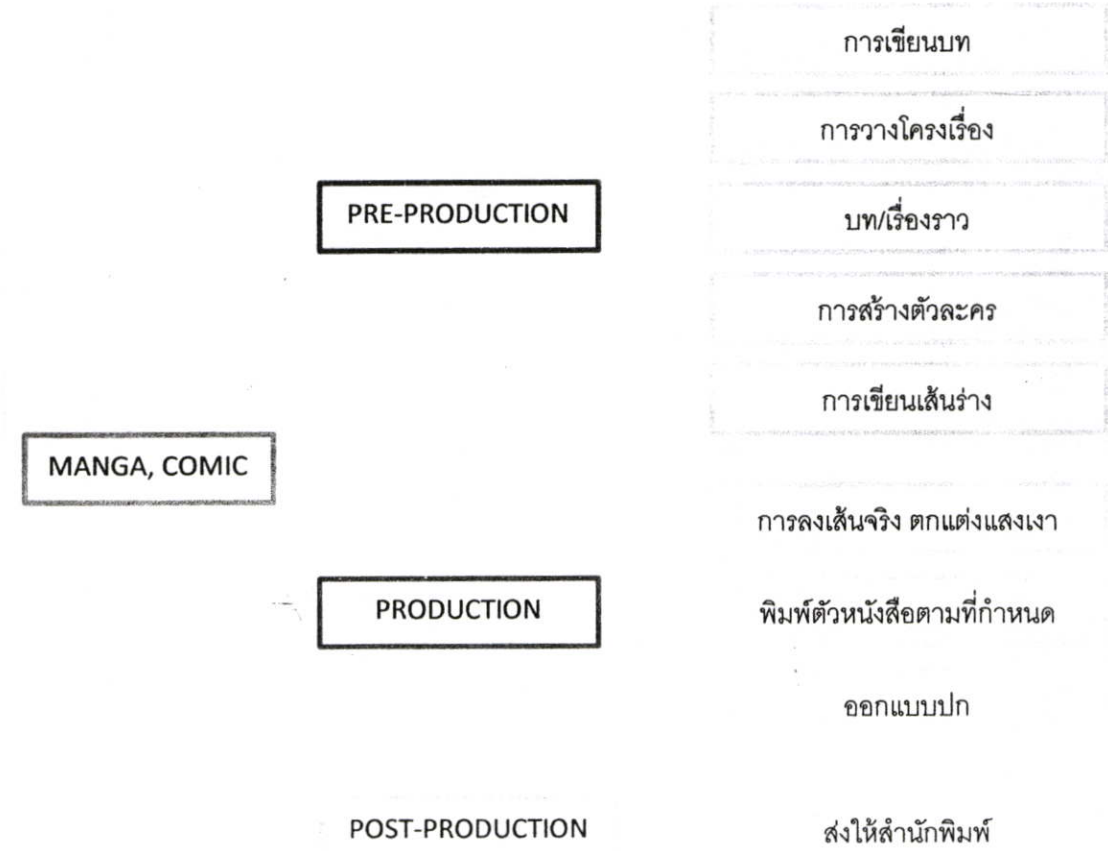 การเขียนบท
การวางโครงเรื่อง
PRE-PRODUCTION
บท/เรื่องราว
การสร้างตัวละคร
การเขียนเส้นร่าง
MANGA, COMIC
การลงเส้นจริง ตกแต่งแสงเงา
PRODUCTION
พิมพ์ตัวหนังสือตามที่กำหนด
ออกแบบปก
POST-PRODUCTION
ส่งให้สำนักพิมพ์